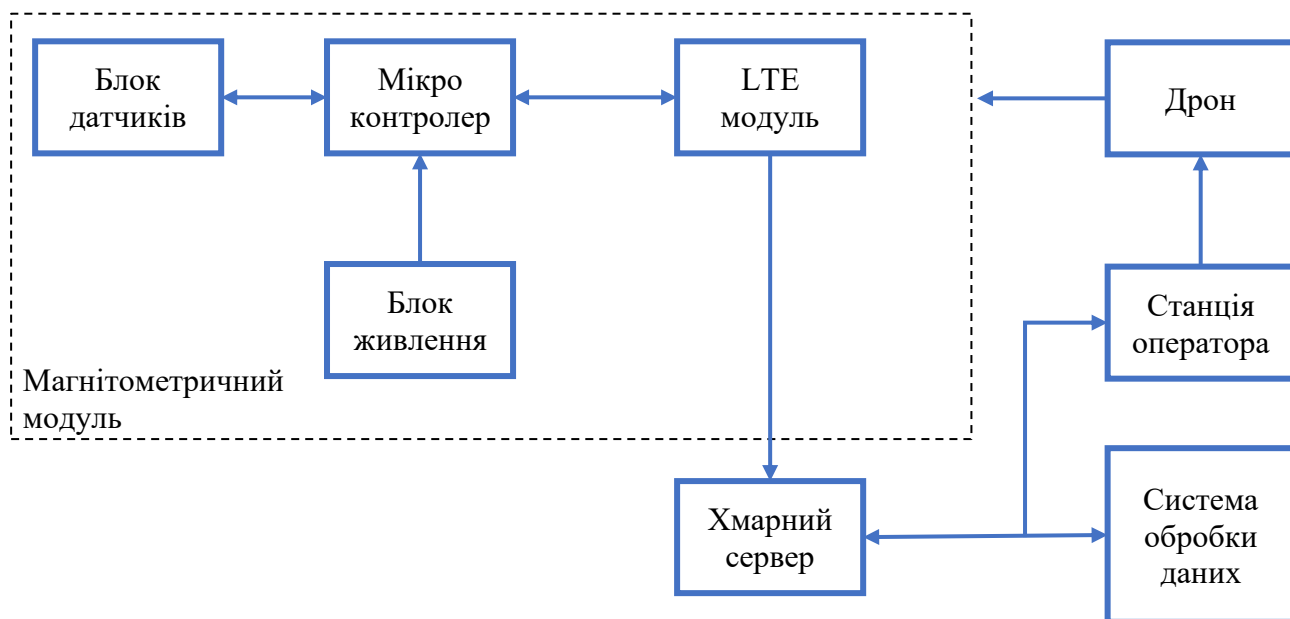 Блок
датчиків
Мікро
контролер
LTE
модуль
Дрон
Блок
живлення
Станція
оператора
Магнітометричний
модуль
Хмарний
сервер
Система
обробки
даних